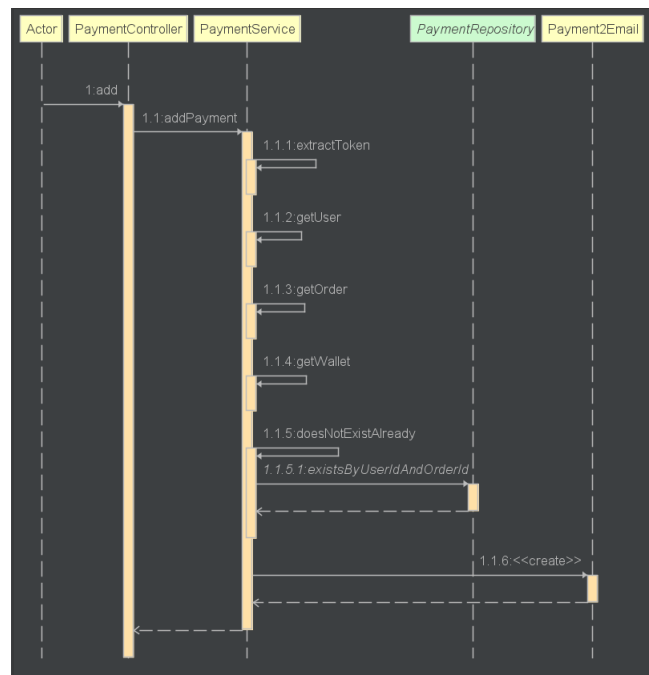 Actor PaymentController PaymentService PaymentRepository Payment2Email
1:add
1.1:addPayment
1.1.1:extractToken
1.1.2:getUser
1.1.3:getOrder
1.1.4:getWallet
1.1.5:doesNotExistAlready
1.1.5.1:existsByUserIdAndOrderId
1.1.6:<<create>>